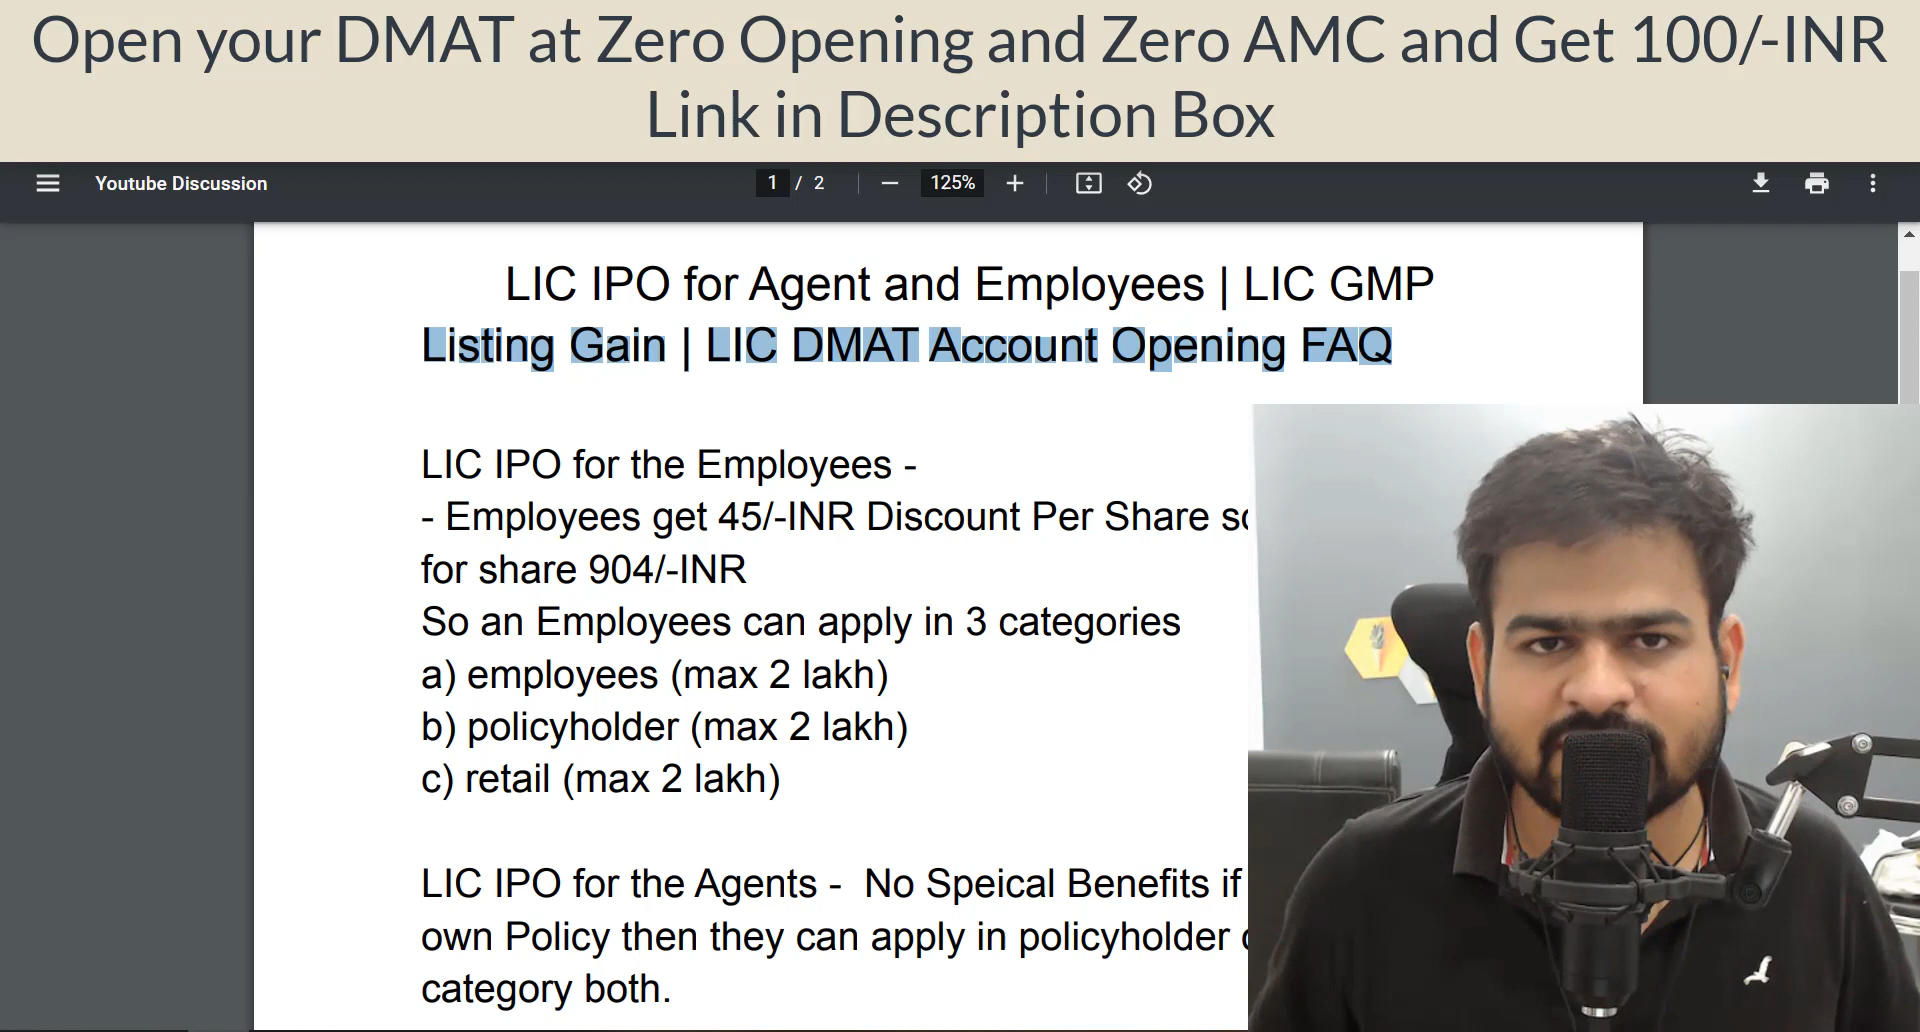 Open your DMAT at Zero Opening and Zero AMC and Get 100/-INR
Link in Description Box
Youtube Discussion
1 / 2
125%
LIC IPO for Agent and Employees | LIC GMP
Listing Gain | LIC DMAT Account Opening FAQ
LIC IPO for the Employees -
- Employees get 45/-INR Discount Per Share
for share 904/-INR
So an Employees can apply in 3 categories
a) employees (max 2 lakh)
b) policyholder (max 2 lakh)
c) retail (max 2 lakh)
LIC IPO for the Agents - No Speical Benefits if
own Policy then they can apply in policyholder
category both.